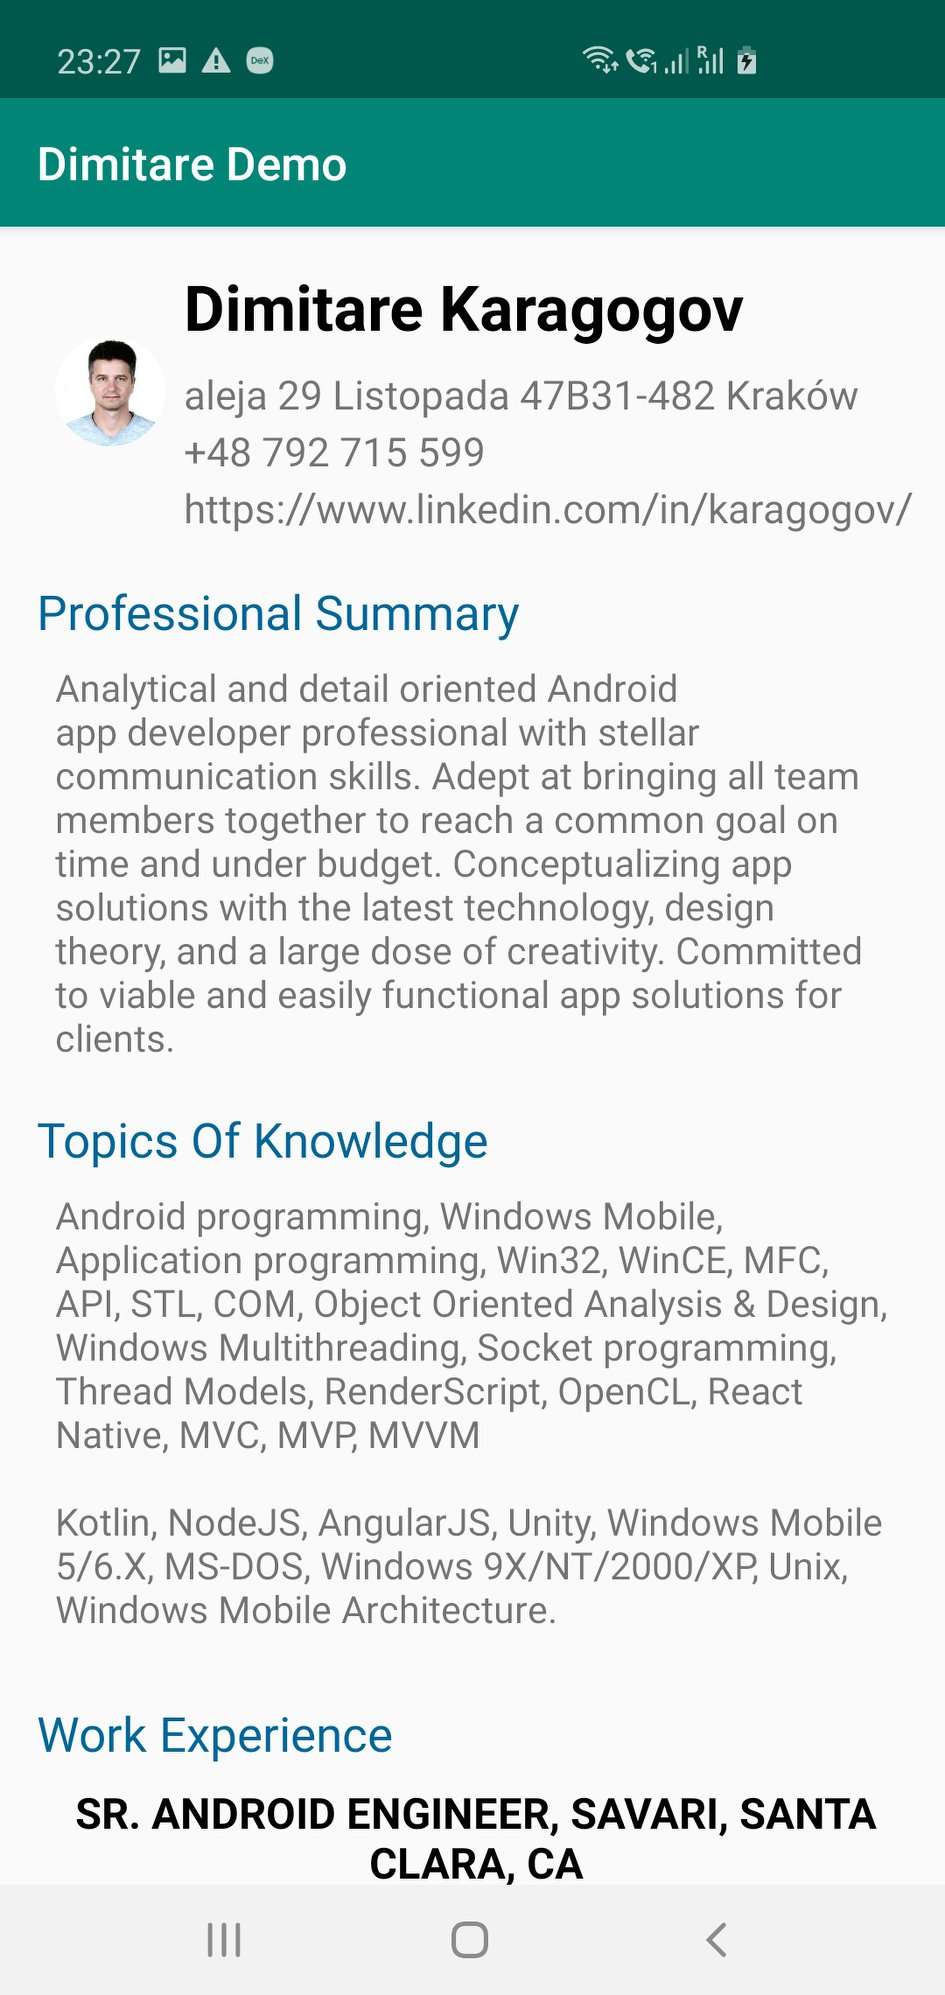 23:27 DeX 1 R
Dimitare Demo
Dimitare Karagogov
aleja 29 Listopada 47B31-482 Kraków
+48 792 715 599
https://www.linkedin.com/in/karagogov/
Professional Summary
Analytical and detail oriented Android
app developer professional with stellar
communication skills. Adept at bringing all team
members together to reach a common goal on
time and under budget. Conceptualizing app
solutions with the latest technology, design
theory, and a large dose of creativity. Committed
to viable and easily functional app solutions for
clients.
Topics Of Knowledge
Android programming, Windows Mobile,
Application programming, Win32, WinCE, MFC,
API, STL, COM, Object Oriented Analysis & Design,
Windows Multithreading, Socket programming,
Thread Models, RenderScript, OpenCL, React
Native, MVC, MVP, MVVM
Kotlin, NodeJS, AngularJS, Unity, Windows Mobile
5/6.X, MS-DOS, Windows 9X/NT/2000/XP, Unix,
Windows Mobile Architecture.
Work Experience
SR. ANDROID ENGINEER, SAVARI, SANTA
CLARA, CA